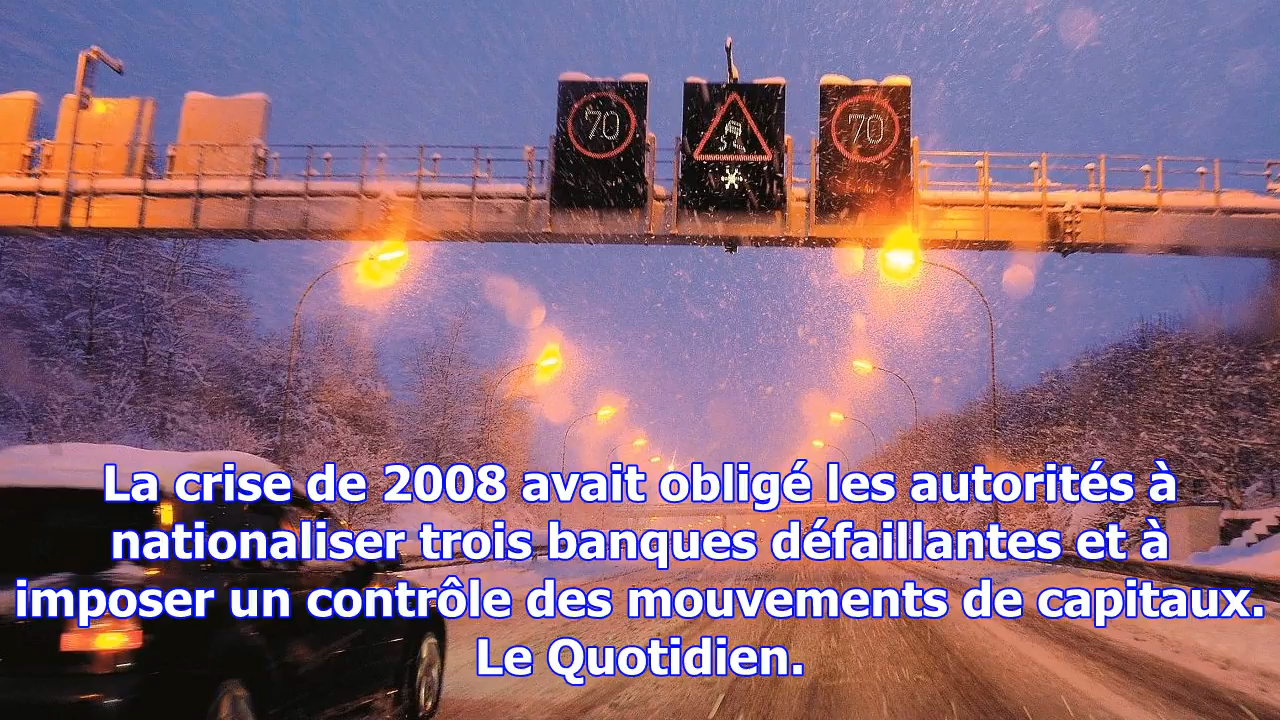 70
70
La crise de 2008 avait obligé les autorités à
nationaliser trois banques défaillantes et à
imposer un contrôle des mouvements de capitaux.
Le Quotidien.